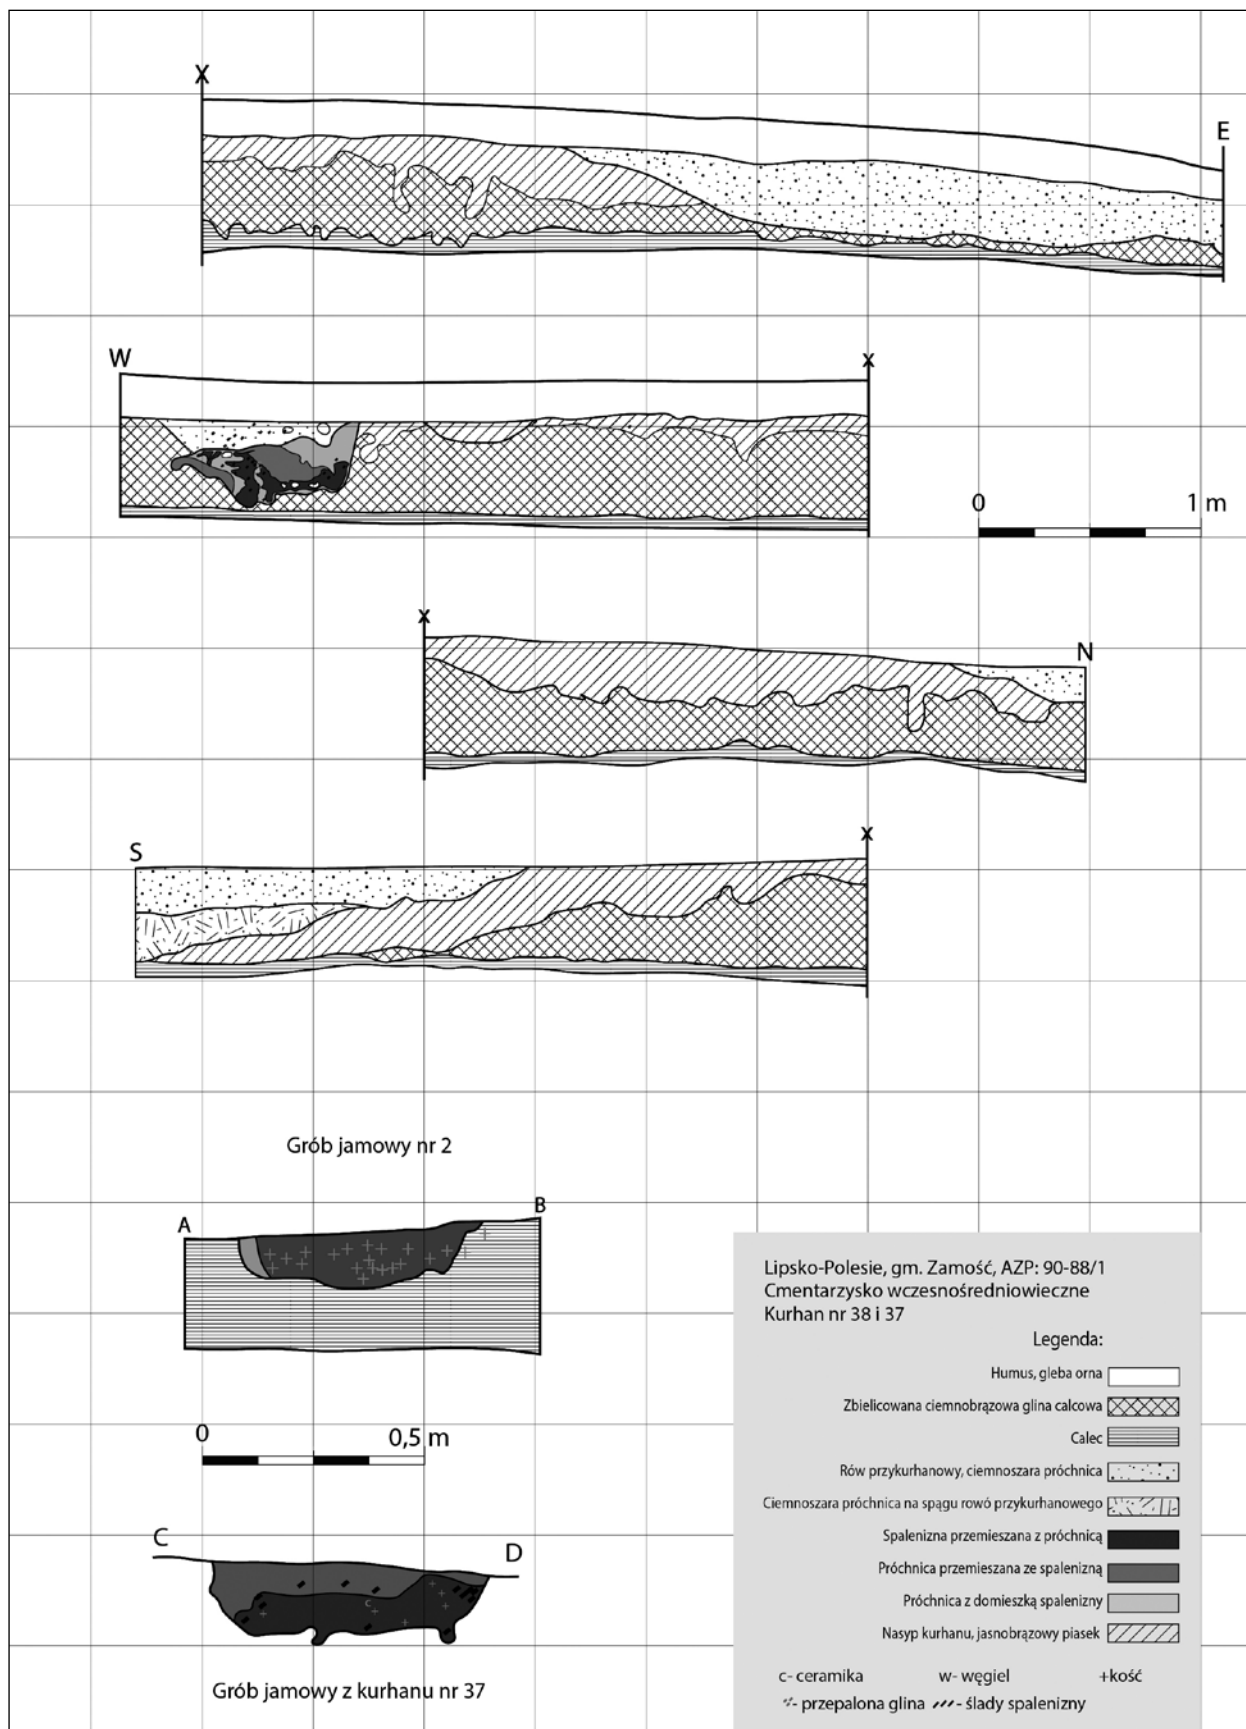 X
E
W
x
0 1 m
x
N
S
x
Grób jamowy nr 2
A
B
0 0,5 m
C
D
c
Grób jamowy z kurhanu nr 37
Lipsko-Polesie, gm. Zamość, AZP: 90-88/1
Cmentarzysko wczesnośredniowieczne
Kurhan nr 38 i 37
Legenda:
Humus, gleba orna
Zbielicowana ciemnobrązowa glina calcowa
Calec
Rów przykurhanowy, ciemnoszara próchnica
Ciemnoszara próchnica na spągu rowó przykurhanowego
Spalenizna przemieszana z próchnicą
Próchnica przemieszana ze spalenizną
Próchnica z domieszką spalenizny
Nasyp kurhanu, jasnobrązowy piasek
c- ceramika w- węgiel +kość
- przepalona glina - ślady spalenizny